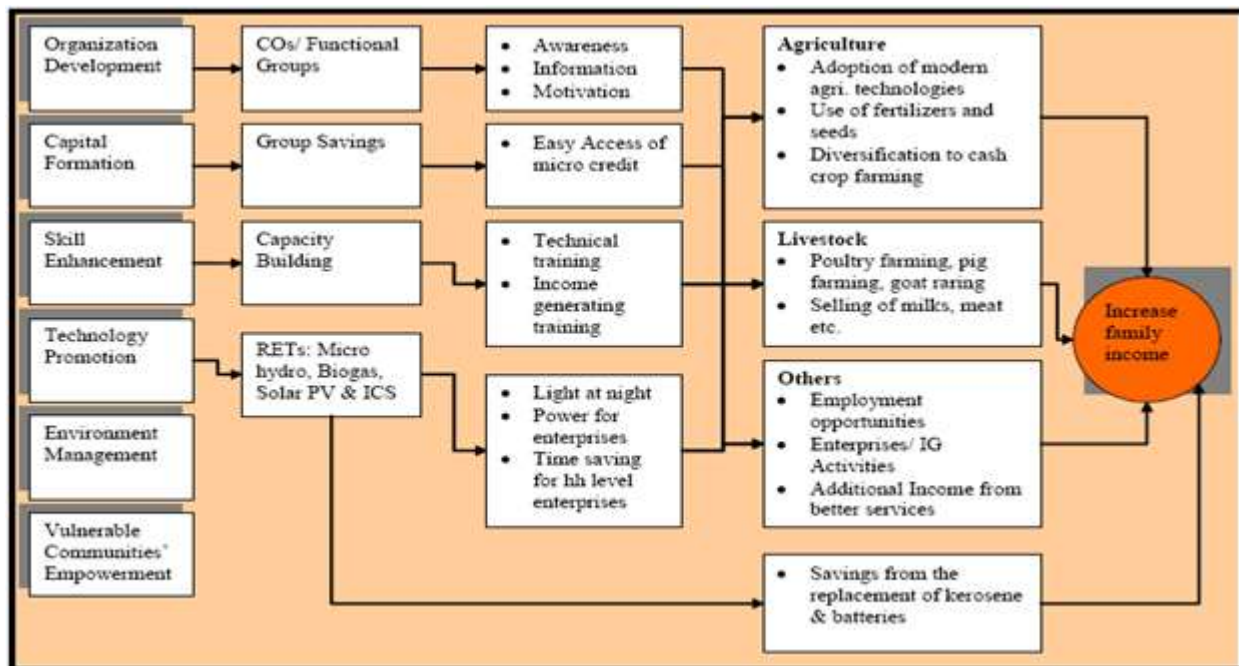 Organization
Development
Capital
Formation
Skill
Enhancement
Technology
Promotion
Environment
Management
Vulnerable
Communities'
Empowerment
COs/ Functional
Groups
Group Savings
Capacity
Building
RETs: Micro
hydro, Biogas,
Solar PV & ICS
• Awareness
• Information
• Motivation
• Easy Access of
micro credit
• Technical
training
• Income
generating
training
• Light at night
• Power for
enterprises
• Time saving
for hh level
enterprises
Agriculture
• Adoption of modern
agri. technologies
• Use of fertilizers and
seeds
• Diversification to cash
crop farming
Livestock
• Poultry farming, pig
farming, goat raring
• Selling of milks, meat
etc.
Others
• Employment
opportunities
• Enterprises/ IG
Activities
• Additional Income from
better services
• Savings from the
replacement of kerosene
& batteries
Increase
family
income